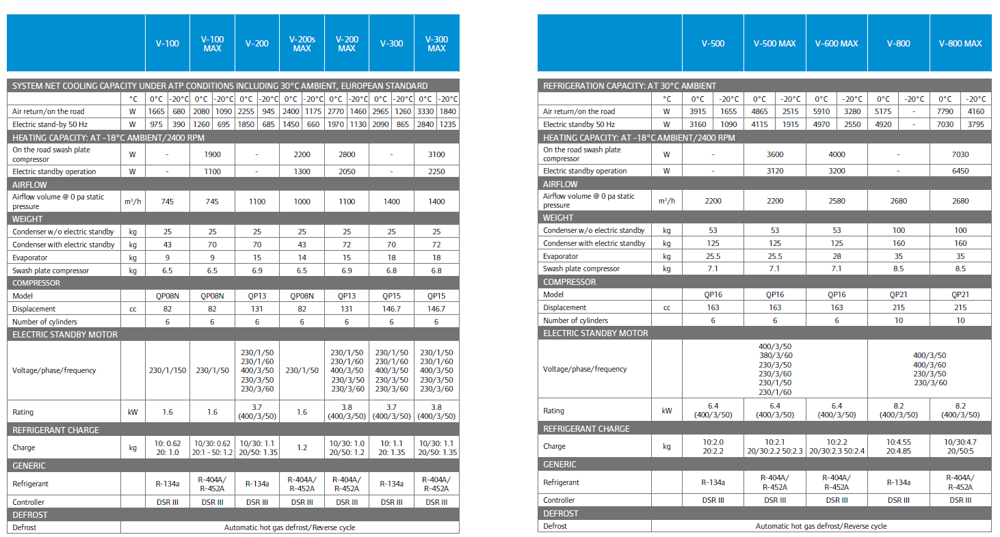 V-100 V-100 MAX V-200 V-200s MAX V-200 MAX V-300 V-300 MAX
SYSTEM NET COOLING CAPACITY UNDER ATP CONDITIONS INCLUDING 30°C AMBIENT, EUROPEAN STANDARD
°C 0°C -20°C 0°C -20°C 0°C -20°C 0°C -20°C 0°C -20°C 0°C -20°C 0°C -20°C
Air return/on the road W 1665 680 2080 1090 2255 945 2400 1175 2770 1460 2965 1260 3330 1840
Electric stand-by 50 Hz W 975 390 1260 695 1850 685 1450 660 1970 1130 2090 865 2840 1235
HEATING CAPACITY: AT -18°C AMBIENT/2400 RPM
On the road swash plate compressor W - 1900 - 2200 2800 - 3100
Electric standby operation W - 1100 - 1300 2050 - 2250
AIRFLOW
Airflow volume @ 0 pa static pressure m³/h 745 745 1100 1000 1100 1400 1400
WEIGHT
Condenser w/o electric standby kg 25 25 25 25 25 25 25
Condenser with electric standby kg 43 70 70 43 72 70 72
Evaporator kg 9 9 15 14 15 18 18
Swash plate compressor kg 6.5 6.5 6.9 6.5 6.9 6.8 6.8
COMPRESSOR
Model QP08N QP08N QP13 QP08N QP13 QP15 QP15
Displacement cc 82 82 131 82 131 146.7 146.7
Number of cylinders 6 6 6 6 6 6 6
ELECTRIC STANDBY MOTOR
230/1/50 230/1/50 230/1/50 230/1/50
230/1/60 230/1/60 230/1/60 230/1/60
Voltage/phase/frequency 230/1/150 230/1/50 400/3/50 230/1/50 400/3/50 400/3/50 400/3/50
230/3/50 230/3/50 230/3/50 230/3/50
230/3/60 230/3/60 230/3/60 230/3/60
Rating kW 1.6 1.6 3.7 (400/3/50) 1.6 3.8 (400/3/50) 3.7 (400/3/50) 3.8 (400/3/50)
REFRIGERANT CHARGE
Charge kg 10: 0.62 10/30: 0.62 10/30: 1.1 1.2 10/30: 1.0 10: 1.1 10/30: 1.1
20: 1.0 20:1 - 50: 1.2 20/50: 1.35 20/50: 1.2 20: 1.35 20/50: 1.35
GENERIC
Refrigerant R-134a R-404A/ R-452A R-134a R-404A/ R-452A R-404A/ R-452A R-134a R-404A/ R-452A
Controller DSR III DSR III DSR III DSR III DSR III DSR III DSR III
DEFROST
Defrost Automatic hot gas defrost/Reverse cycle
V-500 V-500 MAX V-600 MAX V-800 V-800 MAX
REFRIGERATION CAPACITY: AT 30°C AMBIENT
°C 0°C -20°C 0°C -20°C 0°C -20°C 0°C -20°C 0°C -20°C
Air return/on the road W 3915 1655 4865 2515 5910 3280 5175 - 7790 4160
Electric standby 50 Hz W 3160 1090 4115 1915 4970 2550 4920 - 7030 3795
HEATING CAPACITY: AT -18°C AMBIENT/2400 RPM
On the road swash plate compressor W - 3600 4000 - 7030
Electric standby operation W - 3120 3200 - 6450
AIRFLOW
Airflow volume @ 0 pa static pressure m³/h 2200 2200 2580 2680 2680
WEIGHT
Condenser w/o electric standby kg 53 53 53 100 100
Condenser with electric standby kg 125 125 125 160 160
Evaporator kg 25.5 25.5 28 35 35
Swash plate compressor kg 7.1 7.1 7.1 8.5 8.5
COMPRESSOR
Model QP16 QP16 QP16 QP21 QP21
Displacement cc 163 163 163 215 215
Number of cylinders 6 6 6 10 10
ELECTRIC STANDBY MOTOR
400/3/50
380/3/60 400/3/50
230/3/50 400/3/60
Voltage/phase/frequency 230/3/60 230/3/50
230/1/50 230/3/60
230/1/60
Rating kW 6.4 (400/3/50) 6.4 (400/3/50) 6.4 (400/3/50) 8.2 (400/3/50) 8.2 (400/3/50)
REFRIGERANT CHARGE
Charge kg 10:2.0 10:2.1 10:2.2 10:4.55 10/30:4.7
20:2.2 20/30:2.2 50:2.3 20/30:2.3 50:2.4 20:4.85 20/50:5
GENERIC
Refrigerant R-134a R-404A/ R-452A R-404A/ R-452A R-134a R-404A/ R-452A
Controller DSR III DSR III DSR III DSR III DSR III
DEFROST
Defrost Automatic hot gas defrost/Reverse cycle